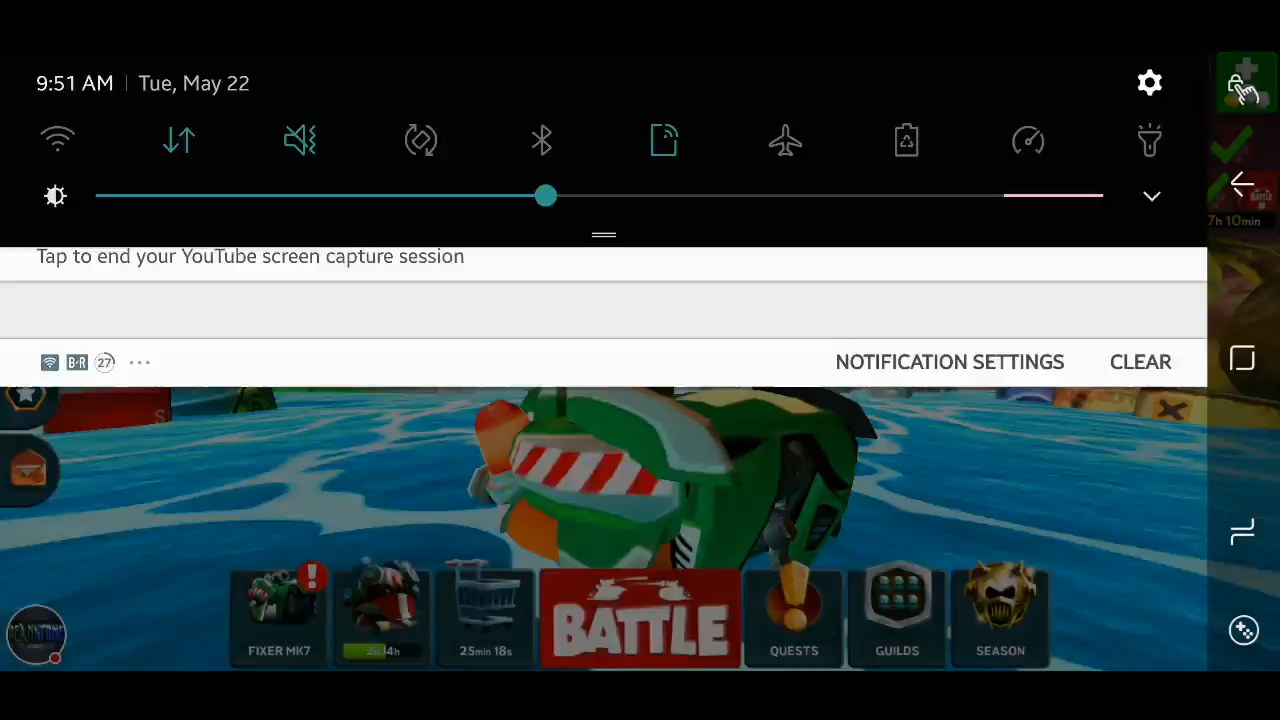 9:51 AM | Tue, May 22
7h 10min
Tap to end your YouTube screen capture session
B·R 27 ...
NOTIFICATION SETTINGS CLEAR
S
BATTLE
FIXER MK7
25min 18s
QUESTS
GUILDS
SEASON